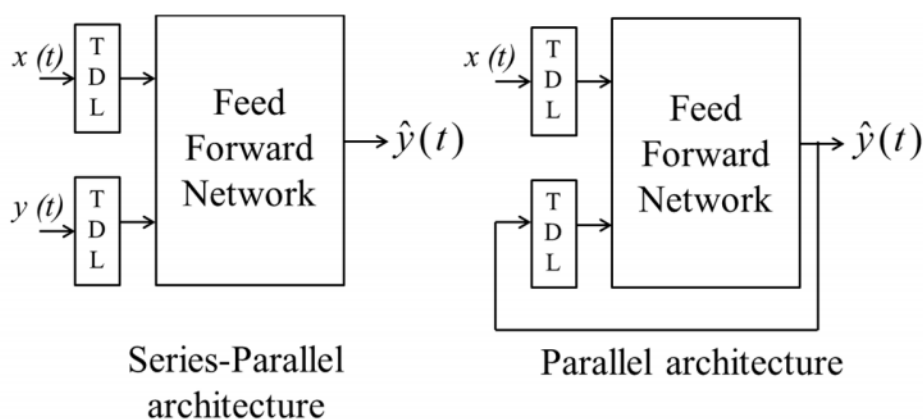 x (t)
T
D
L
y (t)
T
D
L
Feed
Forward
Network
ŷ(t)
Series-Parallel
architecture
x (t)
T
D
L
T
D
L
Feed
Forward
Network
ŷ(t)
Parallel architecture